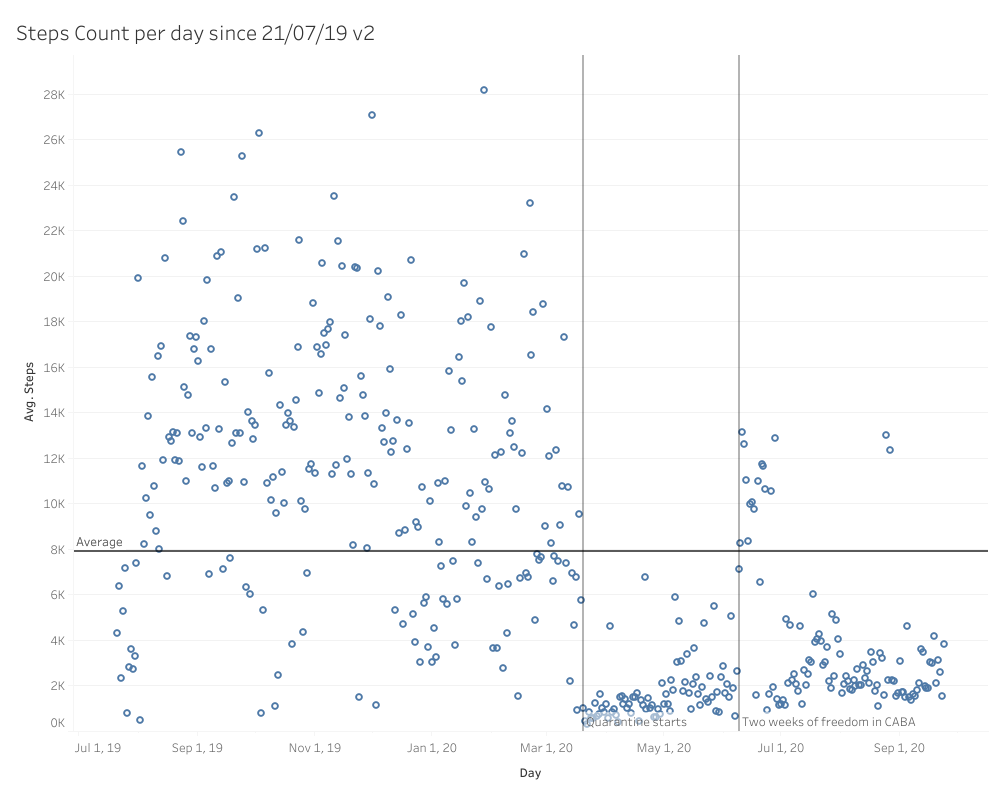 Steps Count per day since 21/07/19 v2
28K
26K
24K
22K
20K
18K
16K
14K
12K
10K
8K
6K
4K
2K
0K
Avg. Steps
Average
Quarantine starts
Two weeks of freedom in CABA
Jul 1, 19
Sep 1, 19
Nov 1, 19
Jan 1, 20
Mar 1, 20
May 1, 20
Jul 1, 20
Sep 1, 20
Day